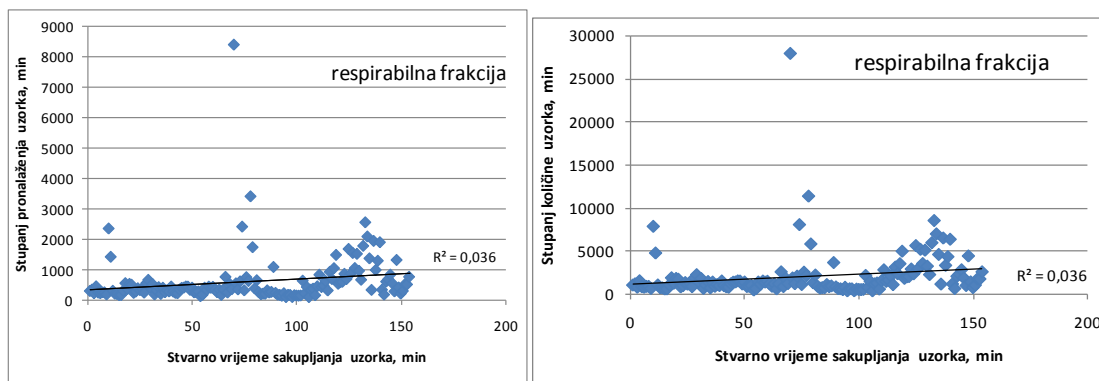 Stupanj pronalaženja uzorka, min
9000
8000
7000
6000
5000
4000
3000
2000
1000
0
respirabilna frakcija
R² = 0,036
0 50 100 150 200
Stvarno vrijeme sakupljanja uzorka, min
Stupanj količine uzorka, min
30000
25000
20000
15000
10000
5000
0
respirabilna frakcija
R² = 0,036
0 50 100 150 200
Stvarno vrijeme sakupljanja uzorka, min